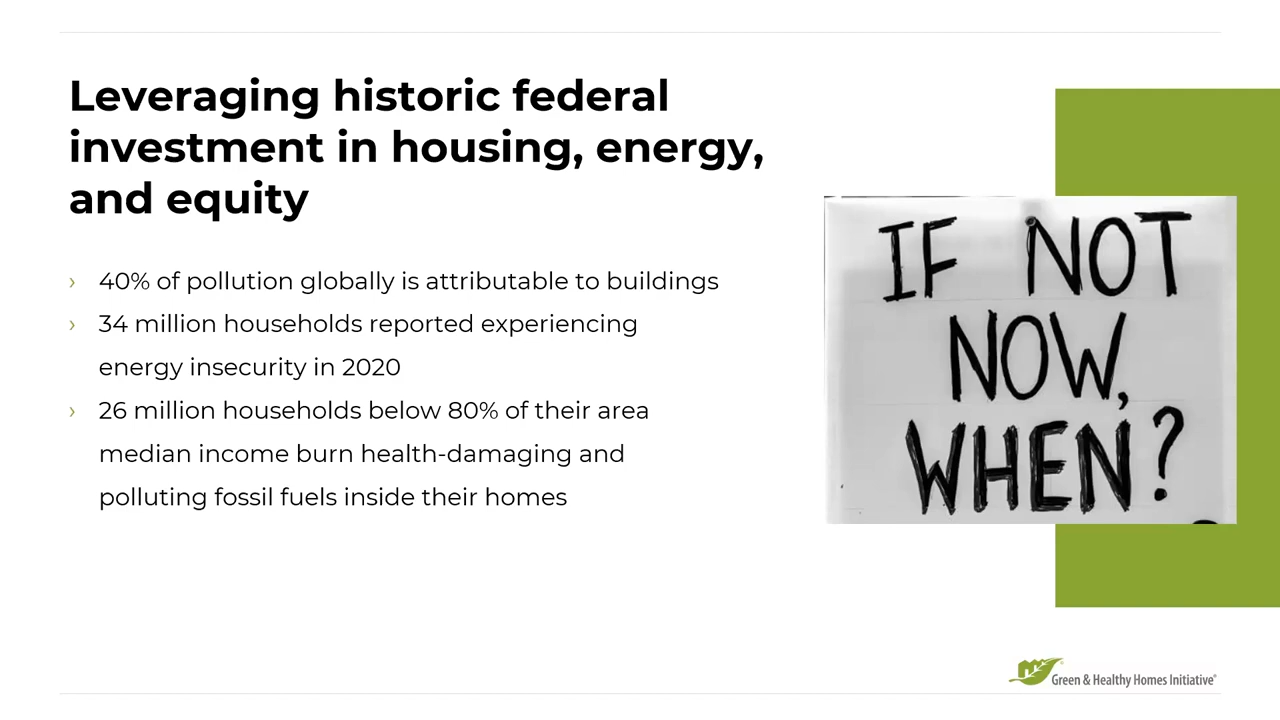 Leveraging historic federal
investment in housing, energy,
and equity
› 40% of pollution globally is attributable to buildings
› 34 million households reported experiencing
energy insecurity in 2020
› 26 million households below 80% of their area
median income burn health-damaging and
polluting fossil fuels inside their homes
IF NOT
NOW,
WHEN?
Green & Healthy Homes Initiative®